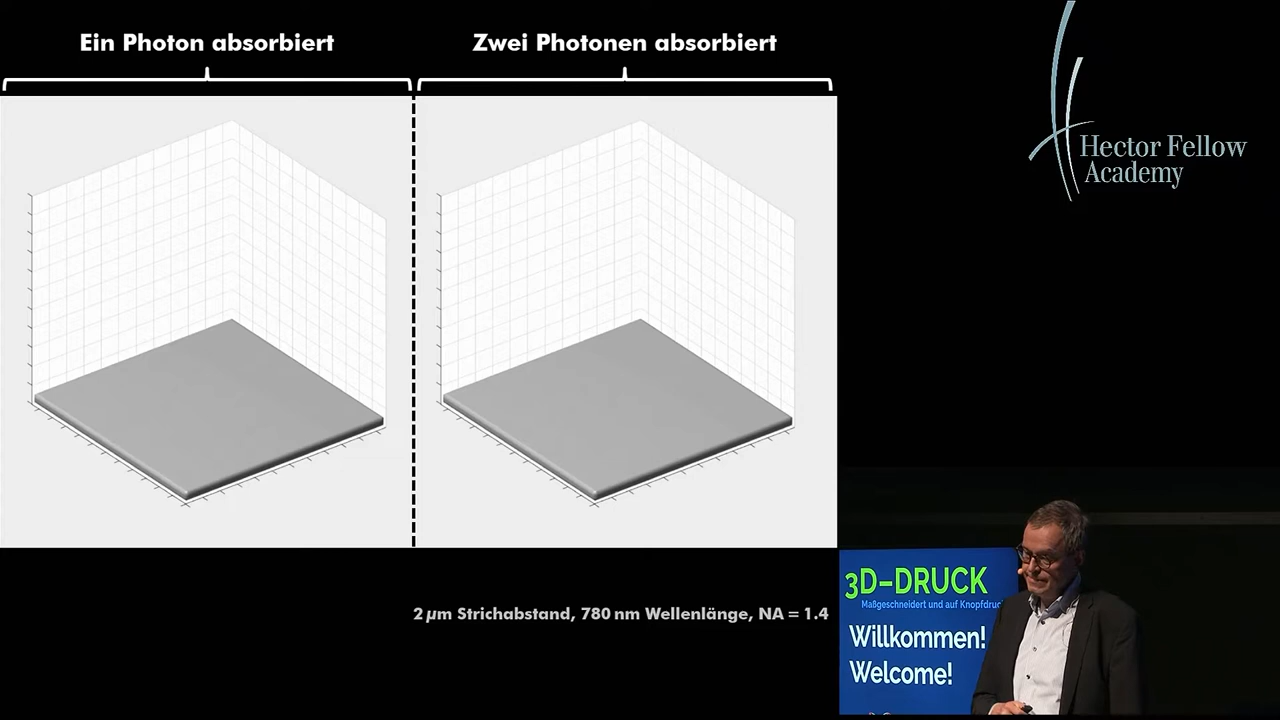 Ein Photon absorbiert
Zwei Photonen absorbiert
Hector Fellow
Academy
2 µm Strichabstand, 780 nm Wellenlänge, NA = 1.4
3D-DRUCK
Maßgeschneidert und auf Knopfdruc
Willkommen!
Welcome!